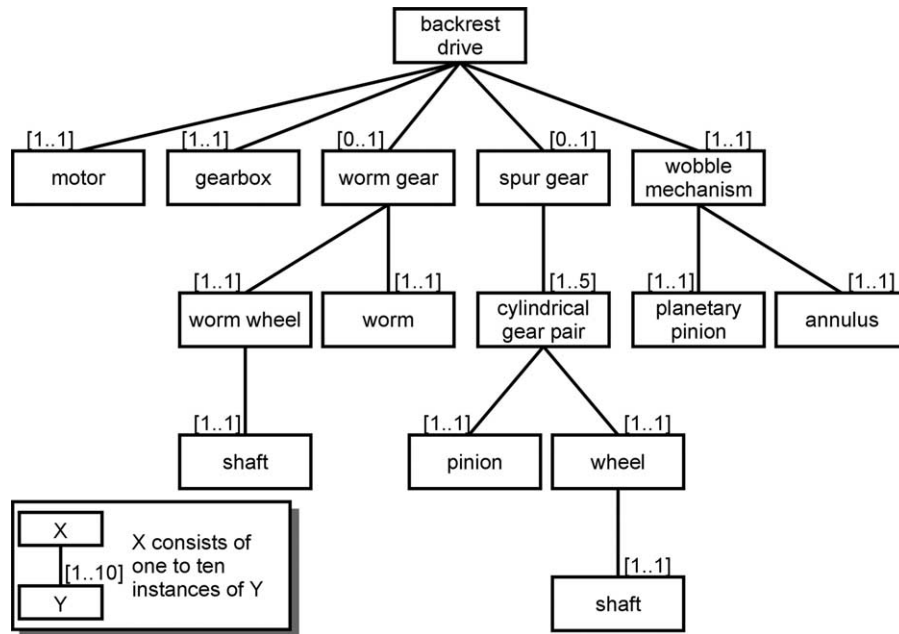 backrest
drive
[1..1]
[1..1]
[0..1]
[0..1]
[1..1]
motor
gearbox
worm gear
spur gear
wobble
mechanism
[1..1]
[1..1]
[1..5]
[1..1]
[1..1]
worm wheel
worm
cylindrical
gear pair
planetary
pinion
annulus
[1..1]
[1..1]
[1..1]
shaft
pinion
wheel
X
[1..10]
Y
X consists of
one to ten
instances of Y
[1..1]
shaft